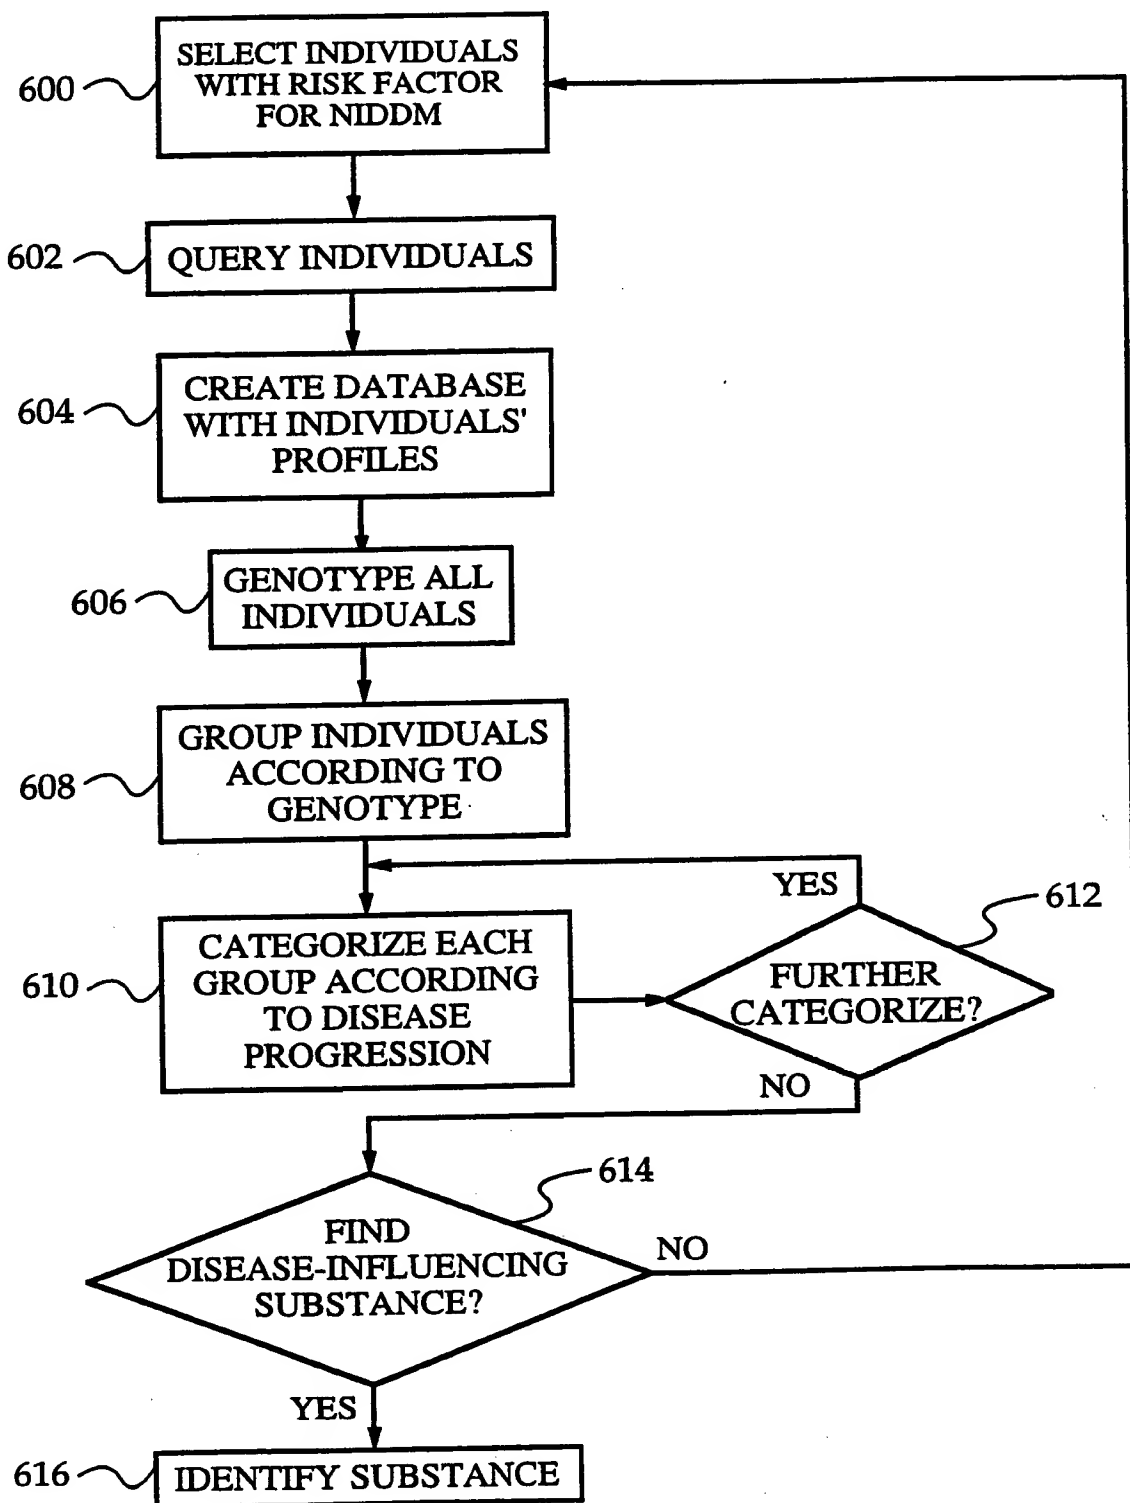 600
SELECT INDIVIDUALS
WITH RISK FACTOR
FOR NIDDM
602
QUERY INDIVIDUALS
604
CREATE DATABASE
WITH INDIVIDUALS'
PROFILES
606
GENOTYPE ALL
INDIVIDUALS
608
GROUP INDIVIDUALS
ACCORDING TO
GENOTYPE
610
CATEGORIZE EACH
GROUP ACCORDING
TO DISEASE
PROGRESSION
YES
612
FURTHER
CATEGORIZE?
NO
614
FIND
DISEASE-INFLUENCING
SUBSTANCE?
NO
YES
616
IDENTIFY SUBSTANCE